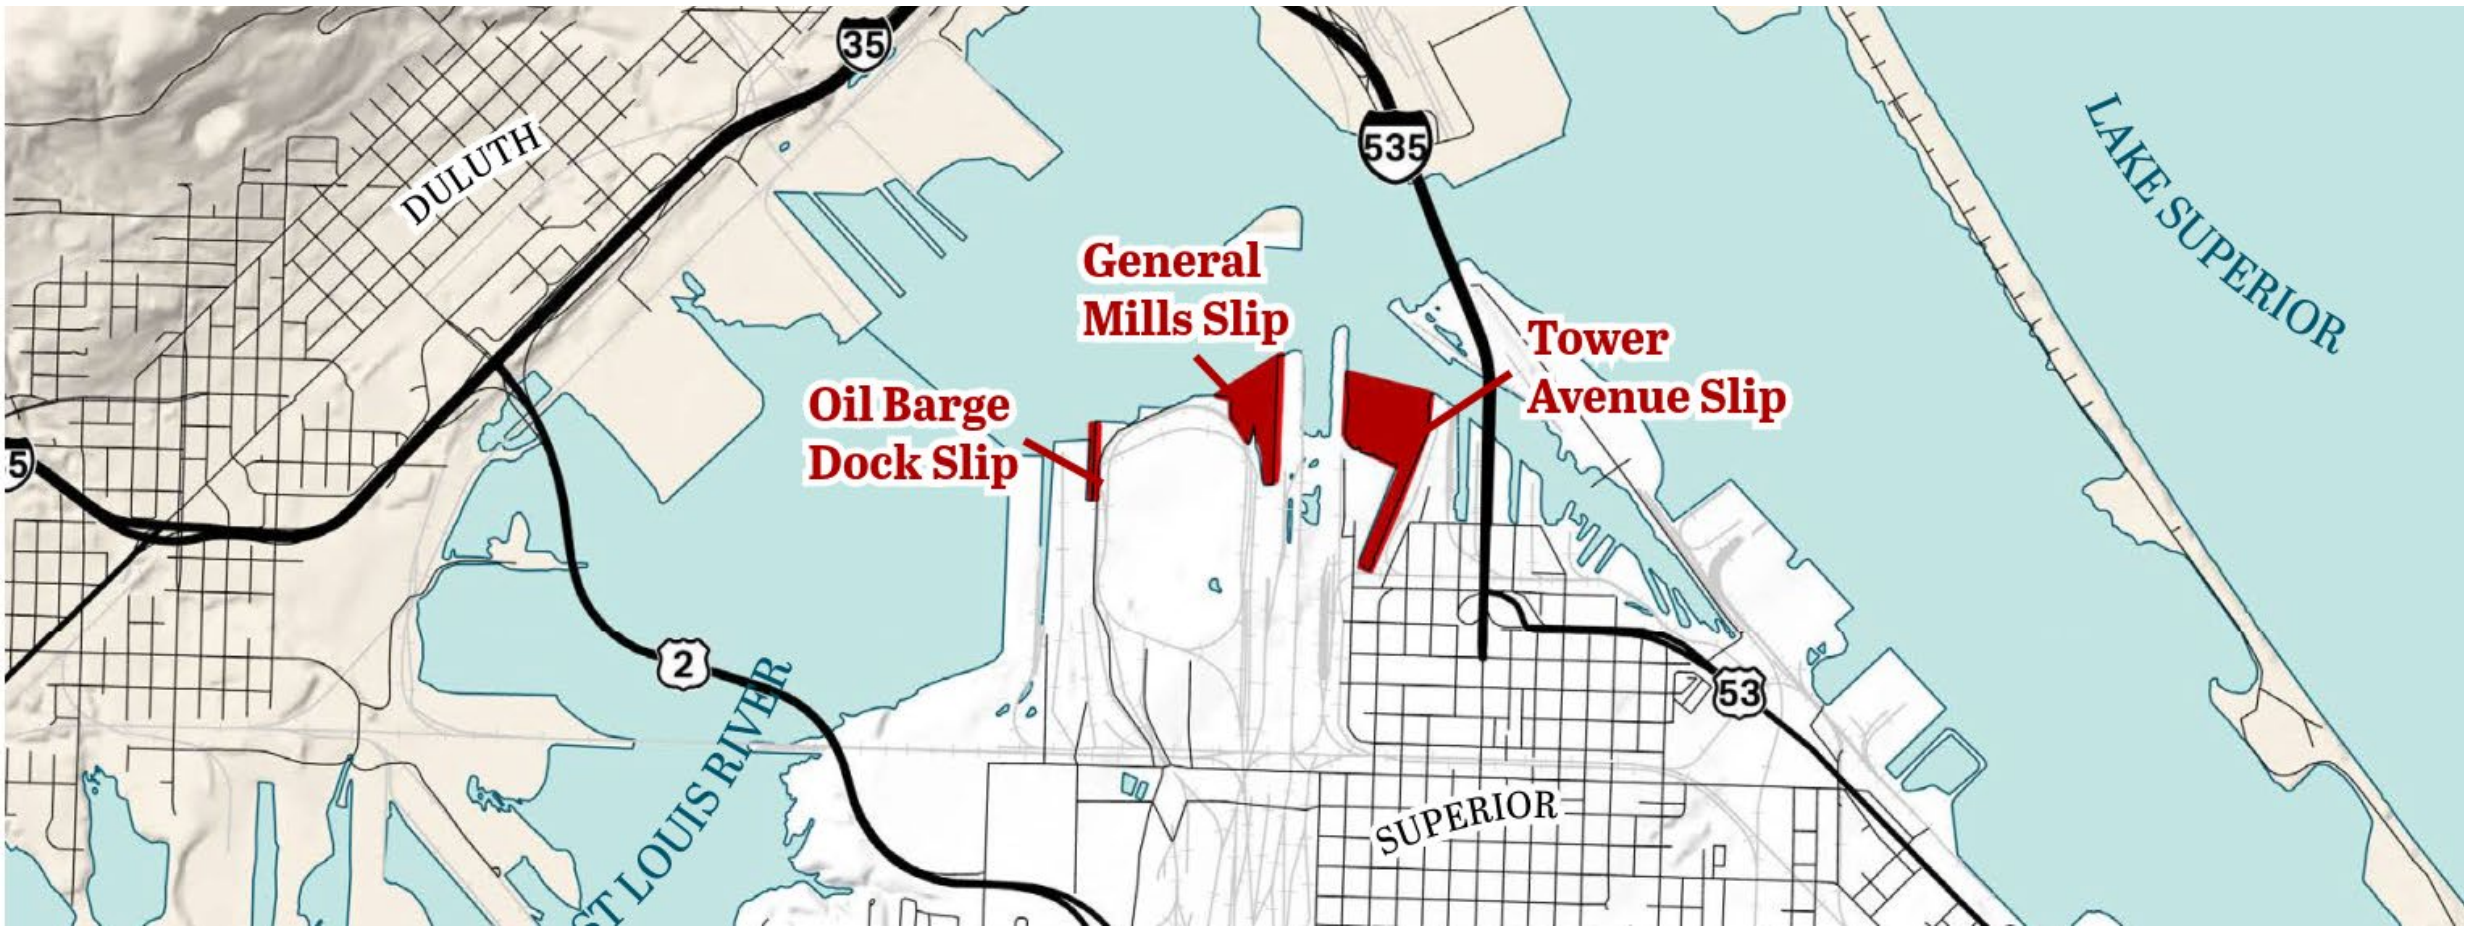 35
DULUTH
535
LAKE SUPERIOR
General
Mills Slip
Tower
Avenue Slip
Oil Barge
Dock Slip
5
2
ST LOUIS RIVER
53
SUPERIOR